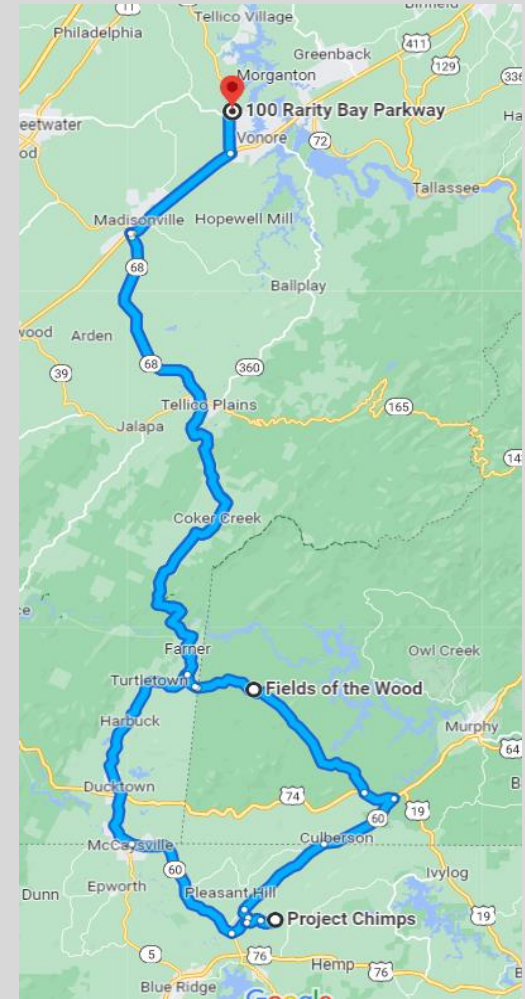 11
Tellico Village
Philadelphia
411
Greenback
129
Morganton
100 Rarity Bay Parkway
Vonore
72
Tallassee
Madisonville
Hopewell Mill
68
Ballplay
Arden
68
360
39
Tellico Plains
165
Jalapa
Coker Creek
Farner
Owl Creek
Turtletown
Fields of the Wood
Harbuck
Murphy
64
Ducktown
74
19
60
McCaysville
Culberson
60
Epworth
Ivylog
Dunn
Pleasant Hill
Project Chimps
19
5
76
Hemp
76
Blue Ridge